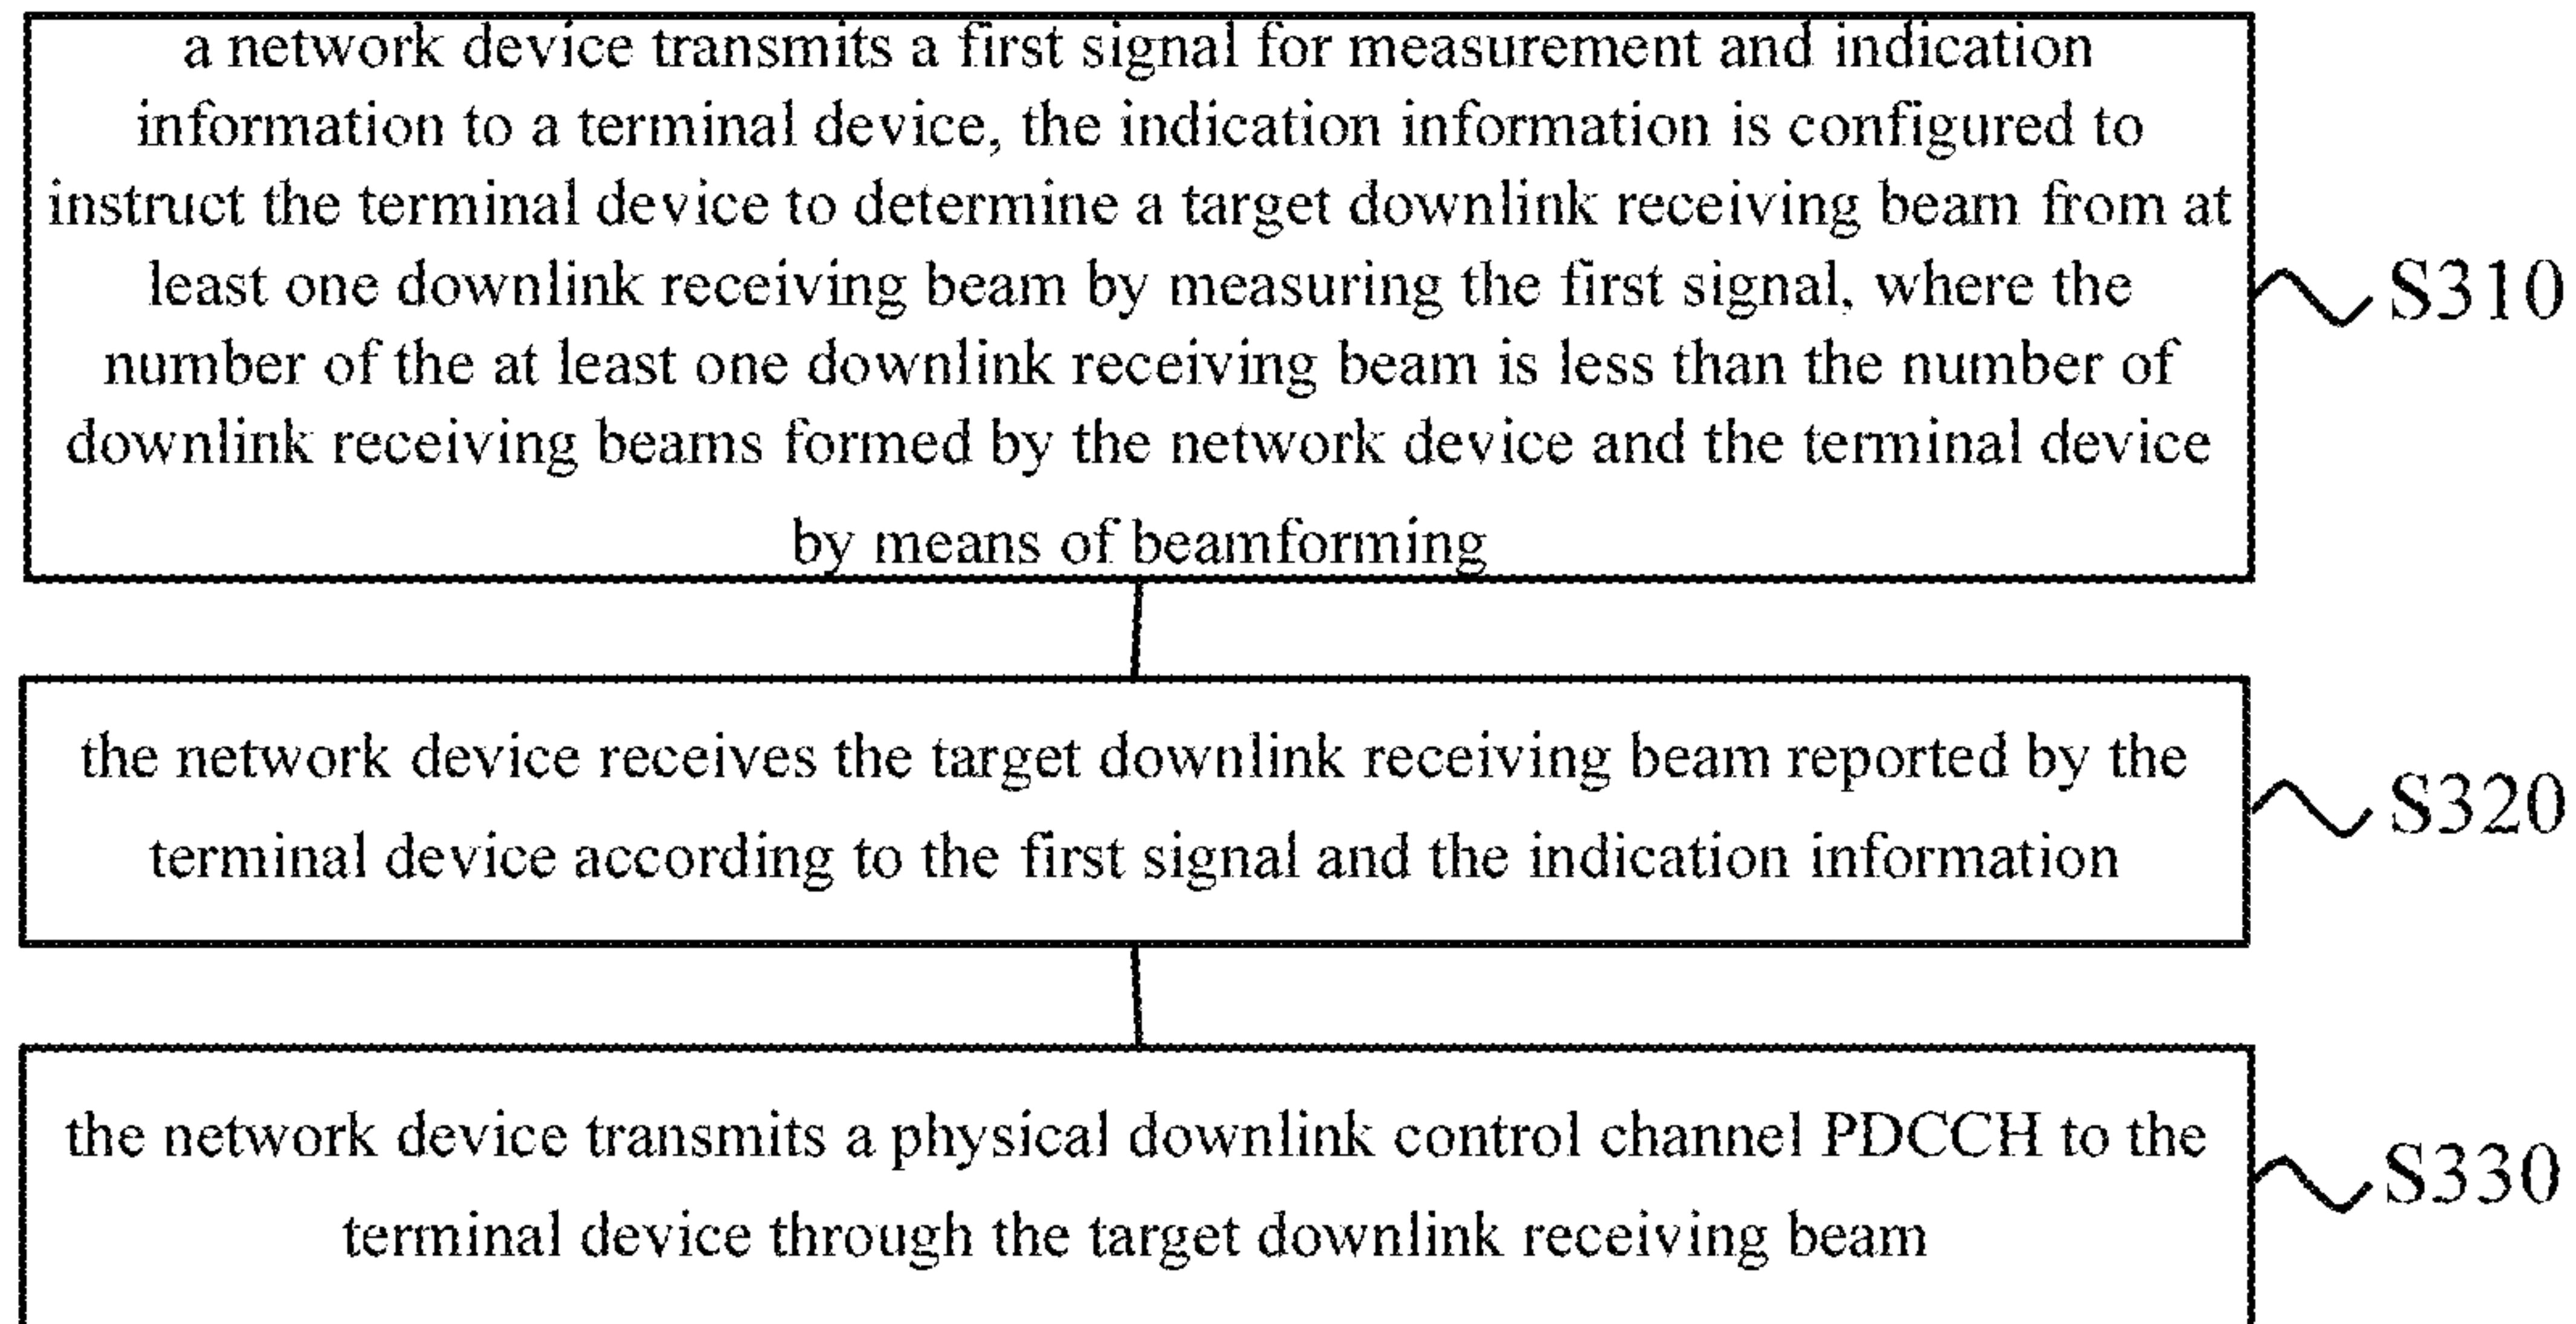 a network device transmits a first signal for measurement and indication
information to a terminal device, the indication information is configured to
instruct the terminal device to determine a target downlink receiving beam from at
least one downlink receiving beam by measuring the first signal, where the
number of the at least one downlink receiving beam is less than the number of
downlink receiving beams formed by the network device and the terminal device
by means of beamforming
S310
the network device receives the target downlink receiving beam reported by the
terminal device according to the first signal and the indication information
S320
the network device transmits a physical downlink control channel PDCCH to the
terminal device through the target downlink receiving beam
S330